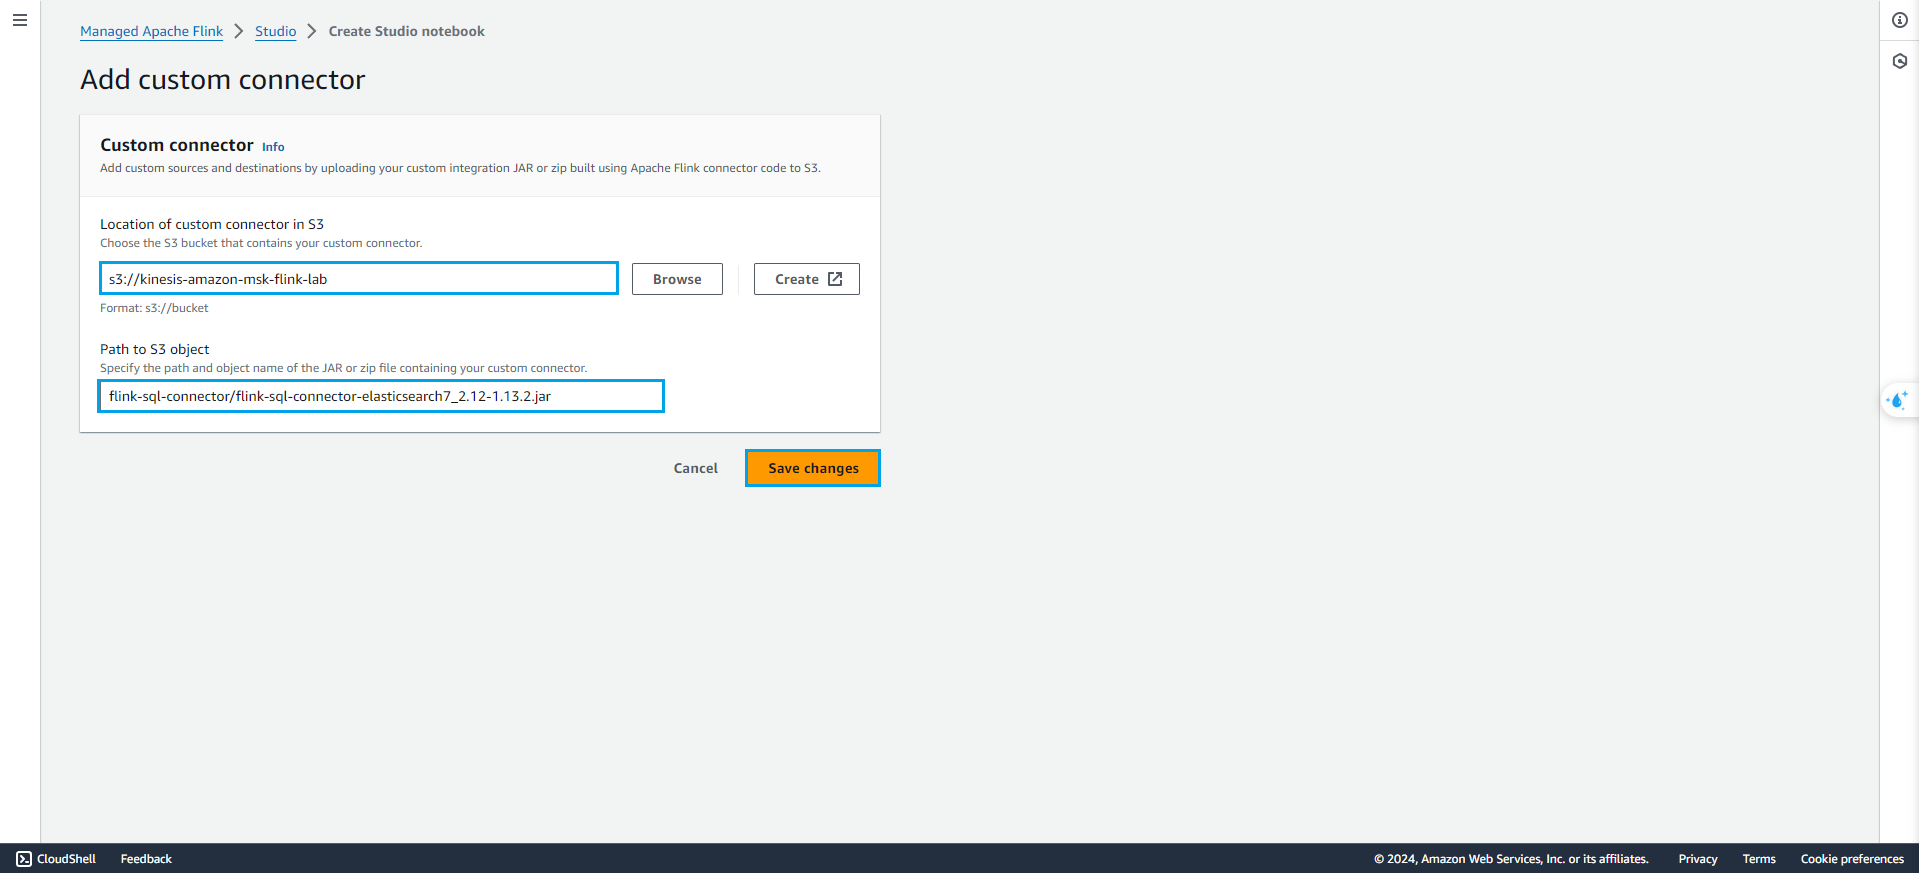 Managed Apache Flink > Studio > Create Studio notebook
Add custom connector
Custom connector Info
Add custom sources and destinations by uploading your custom integration JAR or zip built using Apache Flink connector code to S3.
Location of custom connector in S3
Choose the S3 bucket that contains your custom connector.
s3://kinesis-amazon-msk-flink-lab Browse Create
Format: s3://bucket
Path to S3 object
Specify the path and object name of the JAR or zip file containing your custom connector.
flink-sql-connector/flink-sql-connector-elasticsearch7_2.12-1.13.2.jar
Cancel Save changes
CloudShell Feedback © 2024, Amazon Web Services, Inc. or its affiliates. Privacy Terms Cookie preferences